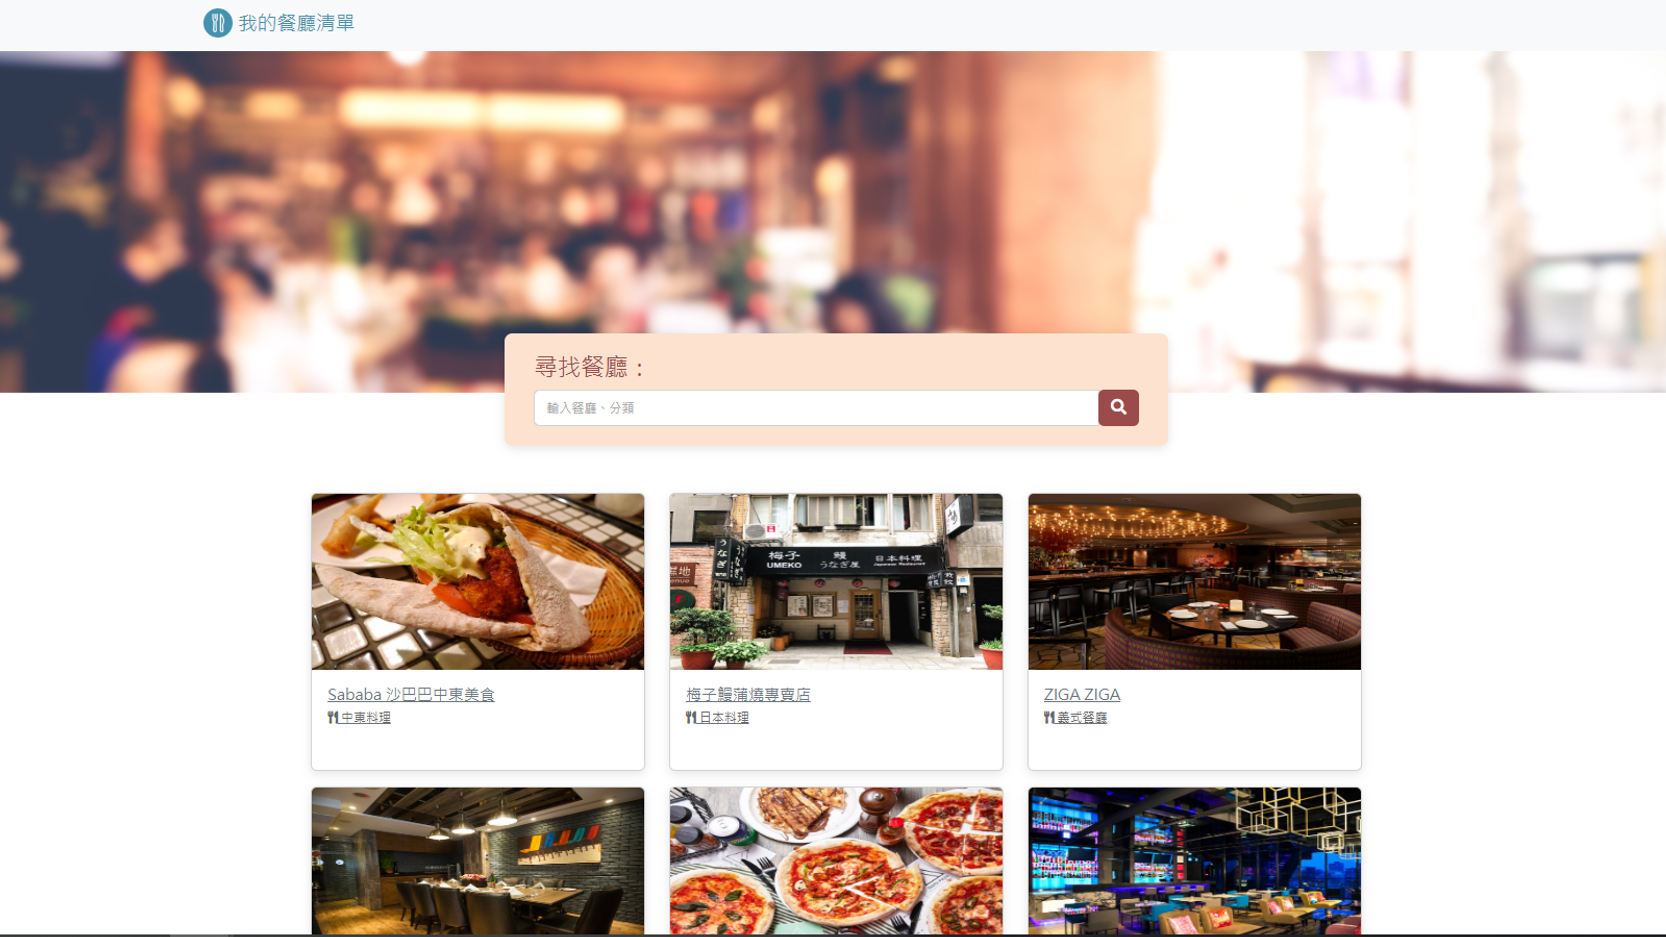 我的餐廳清單
尋找餐廳：
輸入餐廳、分類
梅子 鰻 日本料理
UMEKO うなぎ屋 Japanese Restaurant
Sababa 沙巴巴中東美食
中東料理
梅子鰻蒲燒專賣店
日本料理
ZIGA ZIGA
義式餐廳